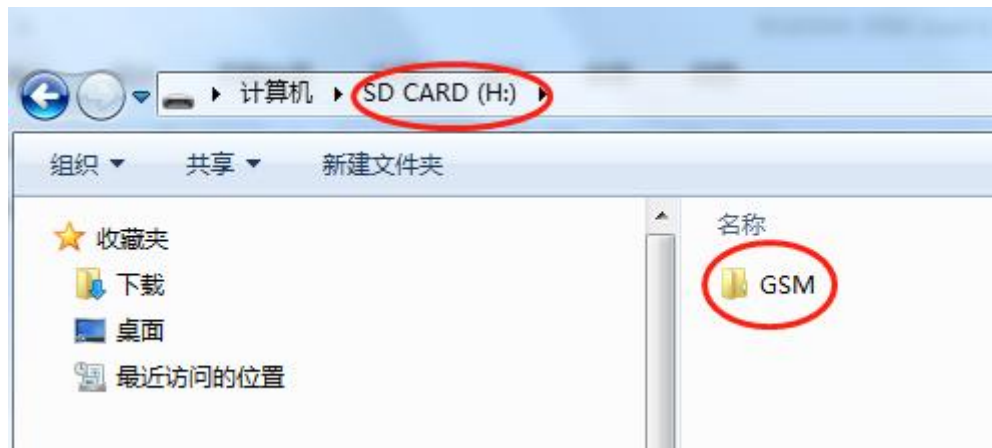 计算机 SD CARD (H:)
组织 共享 新建文件夹
收藏夹
下载
桌面
最近访问的位置
名称
GSM